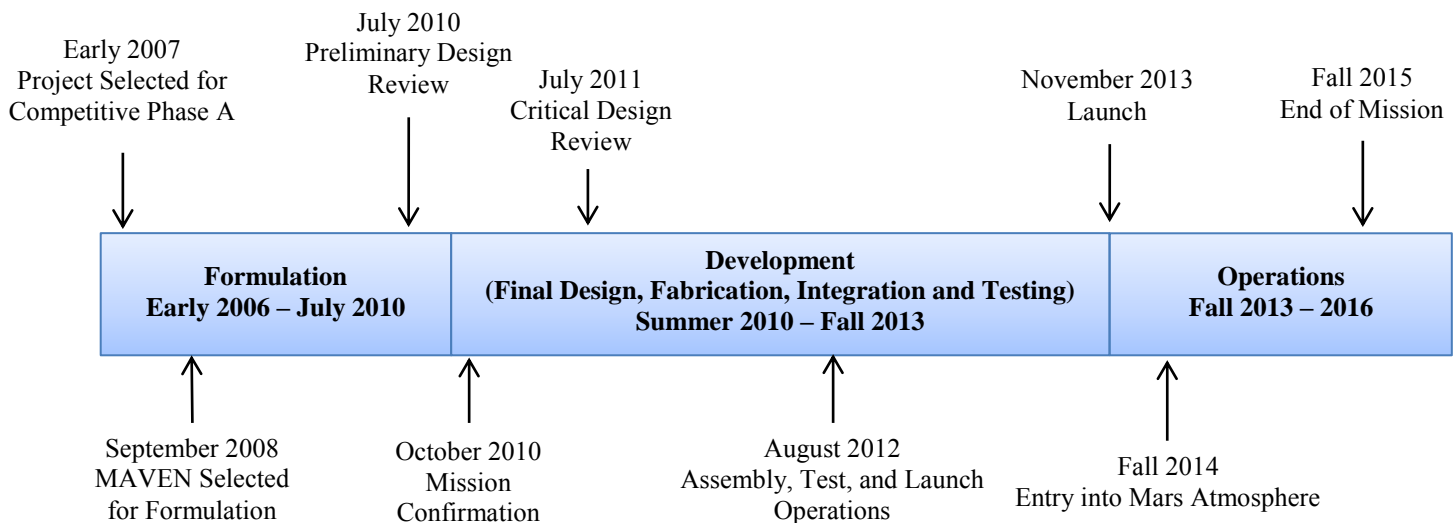 Early 2007
Project Selected for
Competitive Phase A
July 2010
Preliminary Design
Review
July 2011
Critical Design
Review
November 2013
Launch
Fall 2015
End of Mission
Formulation
Early 2006 – July 2010
Development
(Final Design, Fabrication, Integration and Testing)
Summer 2010 – Fall 2013
Operations
Fall 2013 – 2016
September 2008
MAVEN Selected
for Formulation
October 2010
Mission
Confirmation
August 2012
Assembly, Test, and Launch
Operations
Fall 2014
Entry into Mars Atmosphere